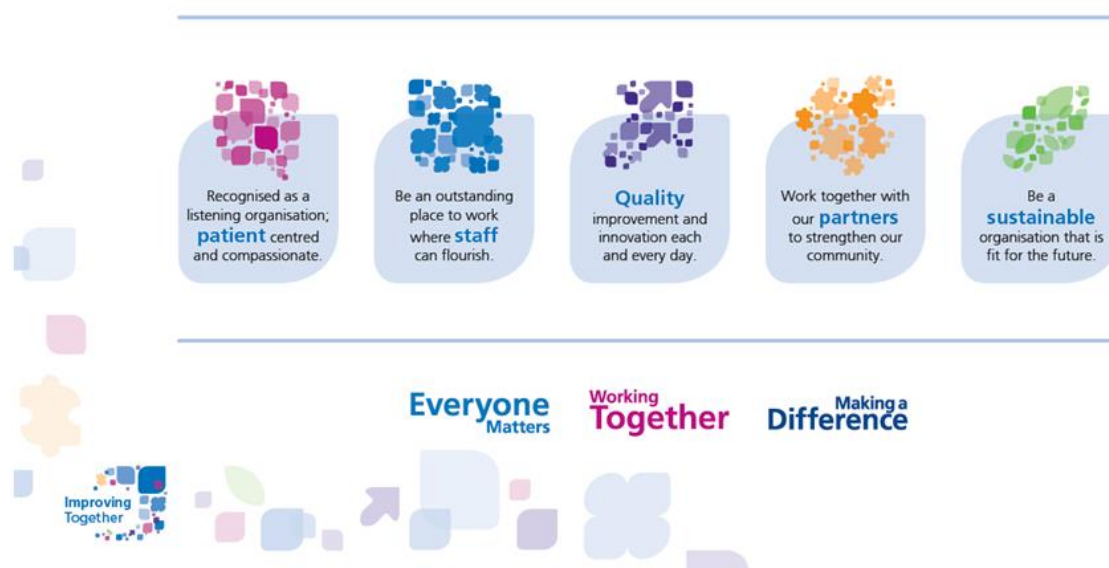 Recognised as a
listening organisation;
patient centred
and compassionate.
Be an outstanding
place to work
where staff
can flourish.
Quality
improvement and
innovation each
and every day.
Work together with
our partners
to strengthen our
community.
Be a
sustainable
organisation that is
fit for the future.
Everyone
Matters
Working
Together
Making a
Difference
Improving
Together